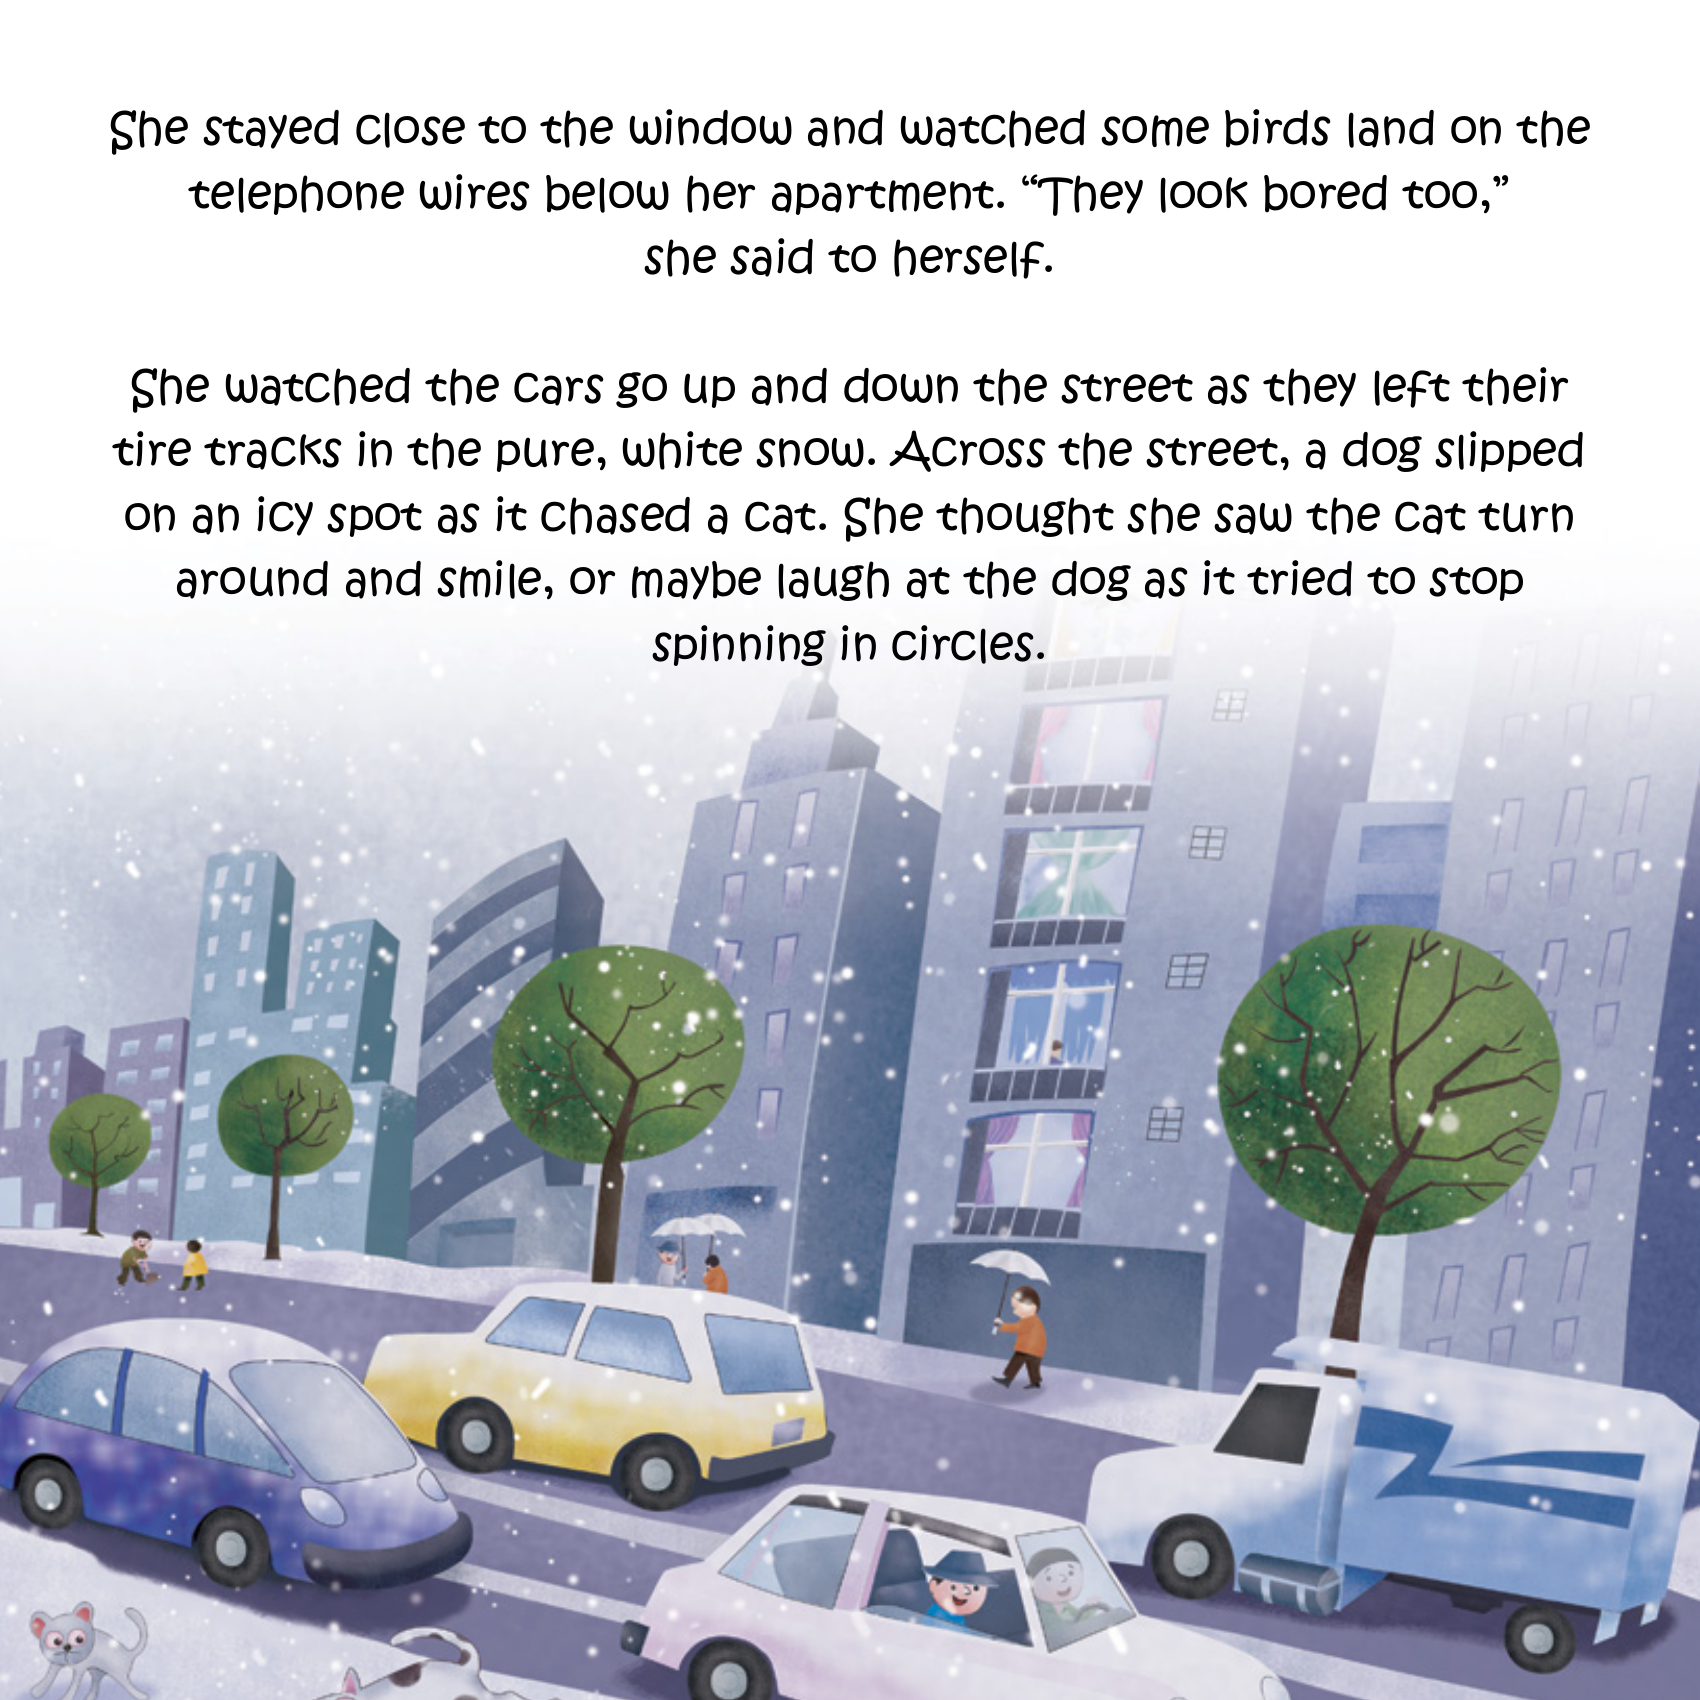 She stayed close to the window and watched some birds land on the
telephone wires below her apartment. “They look bored too,”
she said to herself.
She watched the cars go up and down the street as they left their
tire tracks in the pure, white snow. Across the street, a dog slipped
on an icy spot as it chased a cat. She thought she saw the cat turn
around and smile, or maybe laugh at the dog as it tried to stop
spinning in circles.